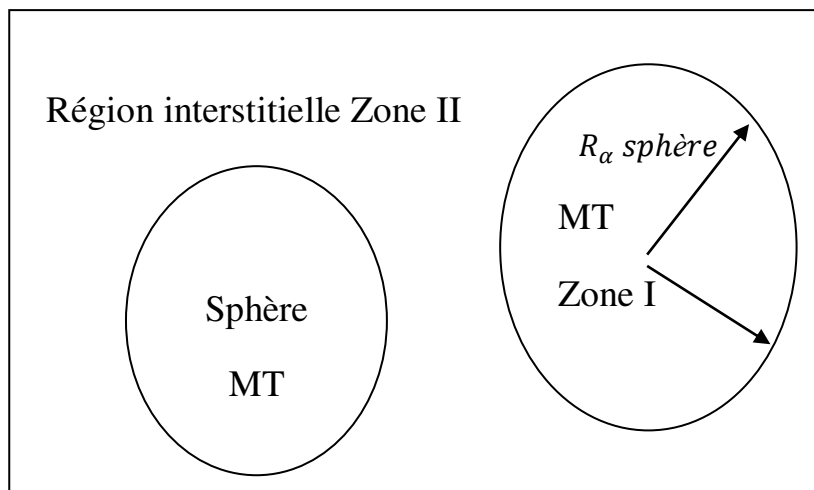 Région interstitielle Zone II
R_α sphère
MT
Zone I
Sphère
MT